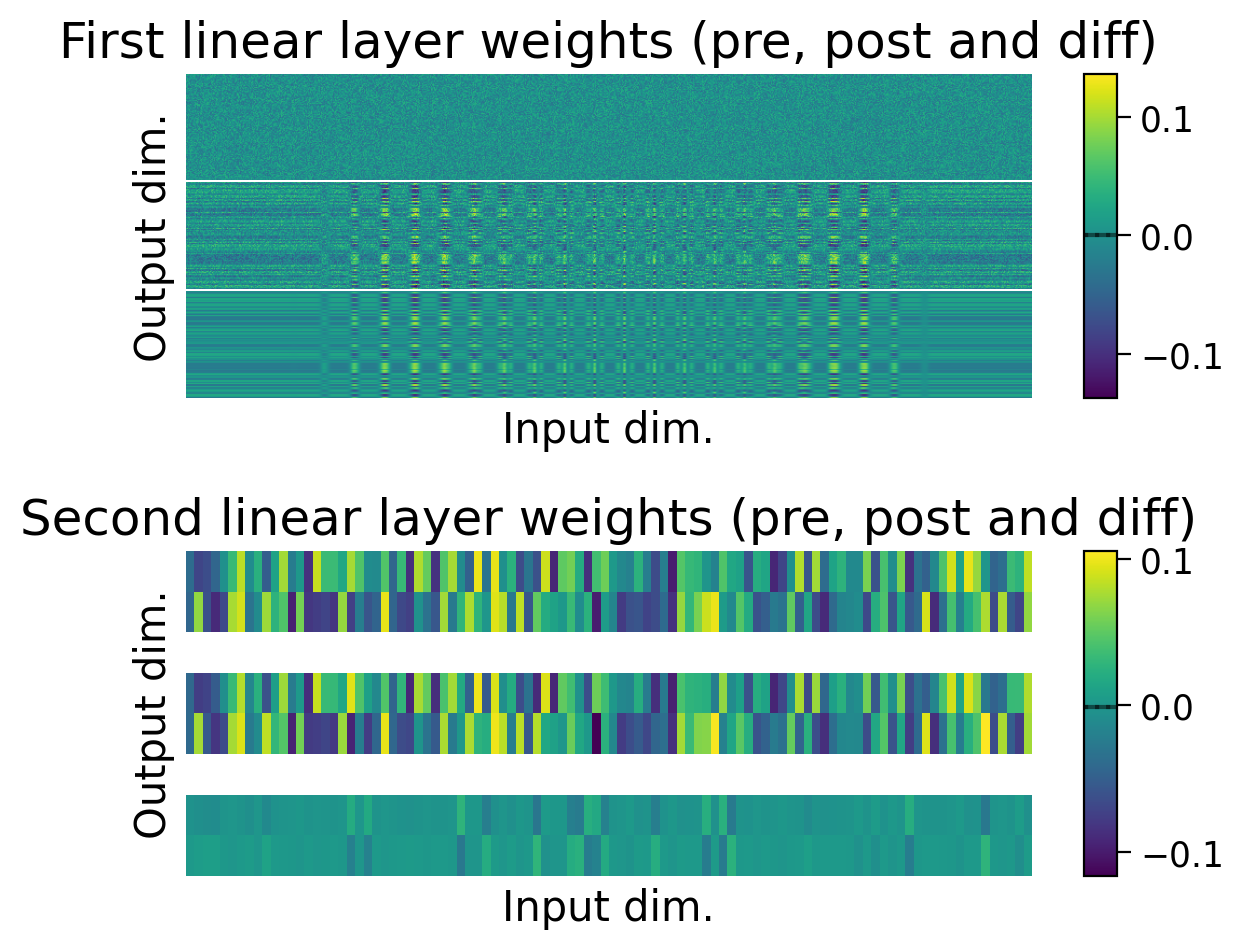 First linear layer weights (pre, post and diff)
Output dim.
0.1
0.0
−0.1
Input dim.
Second linear layer weights (pre, post and diff)
Output dim.
0.1
0.0
−0.1
Input dim.